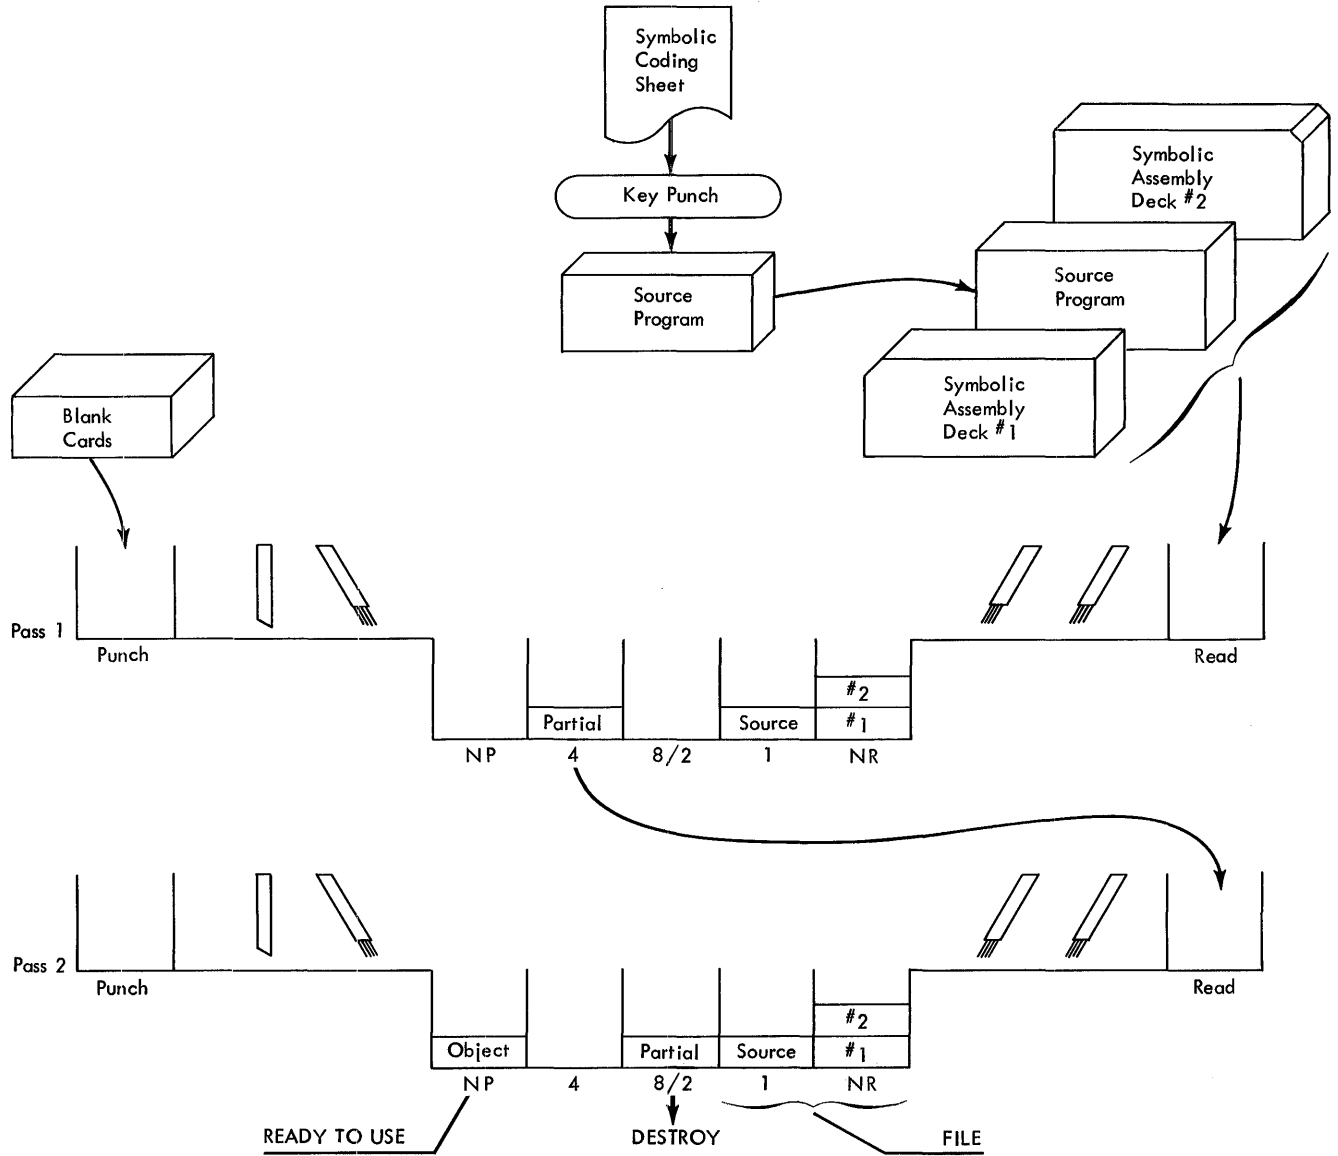 Symbolic
Coding
Sheet
Key Punch
Source
Program
Symbolic
Assembly
Deck #2
Source
Program
Symbolic
Assembly
Deck #1
Blank
Cards
Pass 1
Punch
Read
#2
Partial
Source
#1
NP
4
8/2
1
NR
Pass 2
Punch
Read
#2
Object
Partial
Source
#1
NP
4
8/2
1
NR
READY TO USE
DESTROY
FILE